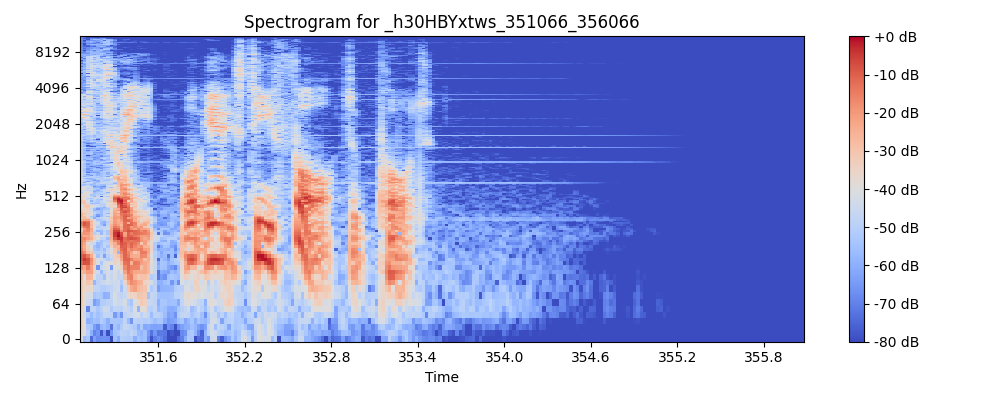 Spectrogram for _h30HBYxtws_351066_356066
Hz
8192
4096
2048
1024
512
256
128
64
0
351.6 352.2 352.8 353.4 354.0 354.6 355.2 355.8
Time
+0 dB
-10 dB
-20 dB
-30 dB
-40 dB
-50 dB
-60 dB
-70 dB
-80 dB